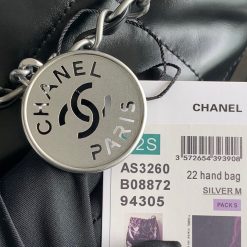 CHANEL
PARIS
2S
CHANEL
3 572654 393908
AS3260
B08872
94305
22 hand bag
SILVER M
PACK S